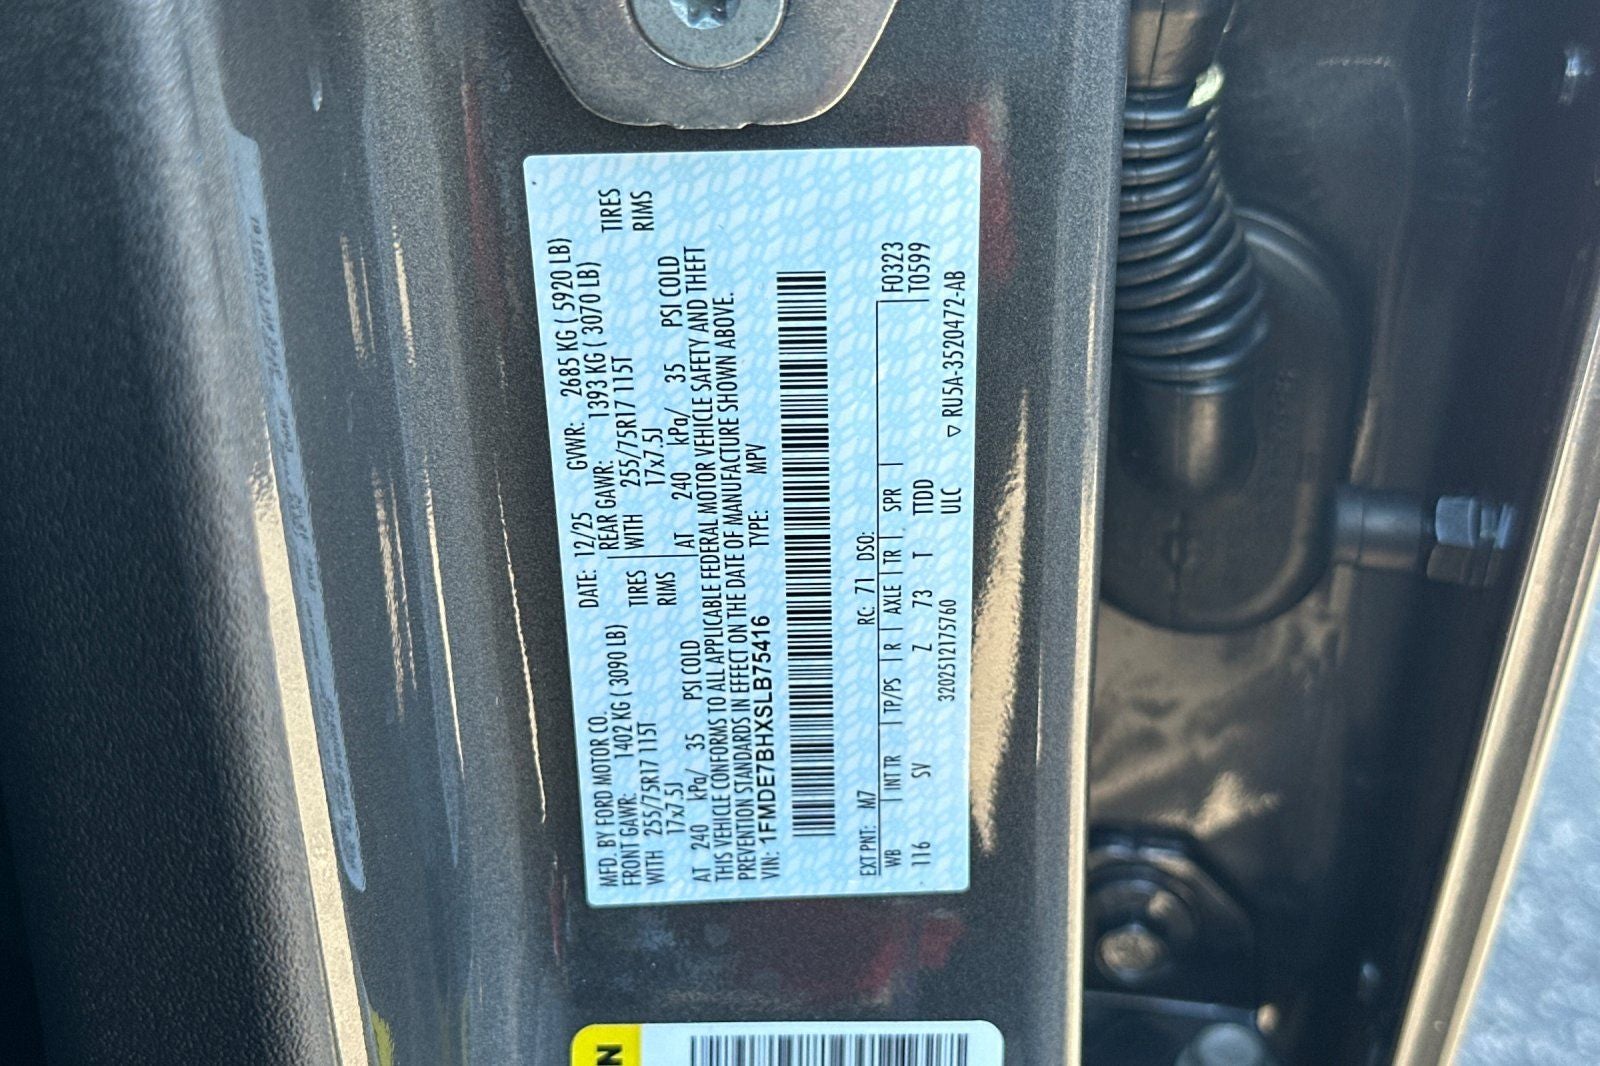 MFD. BY FORD MOTOR CO.
DATE: 12/25 GVWR: 2685 KG ( 5920 LB)
FRONT GAWR: 1402 KG ( 3090 LB) REAR GAWR: 1393 KG ( 3070 LB)
WITH 255/75R17 115T TIRES WITH 255/75R17 115T TIRES
17x7.5J RIMS 17x7.5J RIMS
AT 240 kPa/ 35 PSI COLD AT 240 kPa/ 35 PSI COLD
THIS VEHICLE CONFORMS TO ALL APPLICABLE FEDERAL MOTOR VEHICLE SAFETY AND THEFT
PREVENTION STANDARDS IN EFFECT ON THE DATE OF MANUFACTURE SHOWN ABOVE.
VIN: 1FMDE7BHXSLB75416 TYPE: MPV
F0323
T0599
EXT PNT: M7 RC: 71 DSO:
WB INT TR TP/PS R AXLE TR SPR
116 SV Z 73 T TTDD
3202512175760 ULC ▽ RU5A-3520472-AB
N